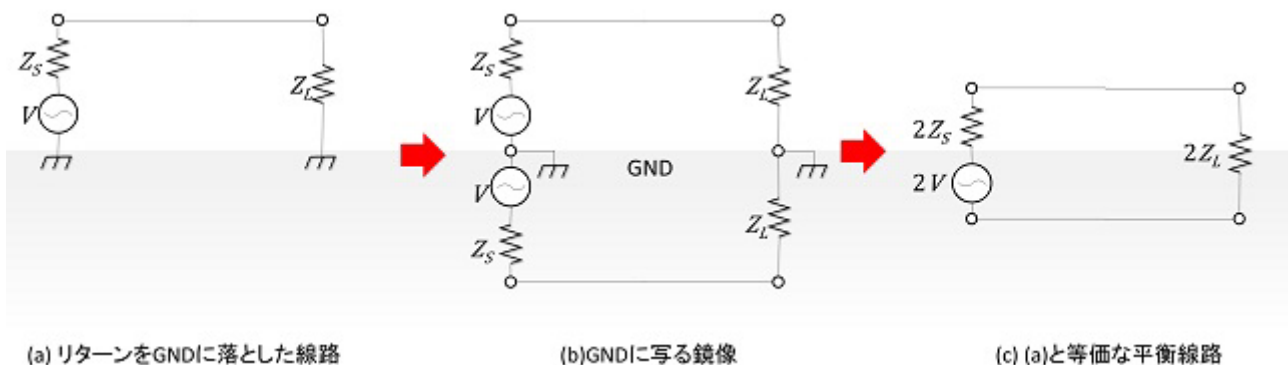 Z_S
V
Z_L
Z_S
V
GND
V
Z_S
Z_L
Z_L
2Z_S
2V
2Z_L
(a) リターンをGNDに落とした線路
(b)GNDに写る鏡像
(c) (a)と等価な平衡線路